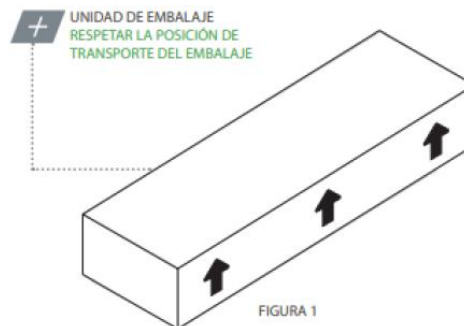 UNIDAD DE EMBALAJE
RESPETAR LA POSICIÓN DE
TRANSPORTE DEL EMBALAJE
FIGURA 1